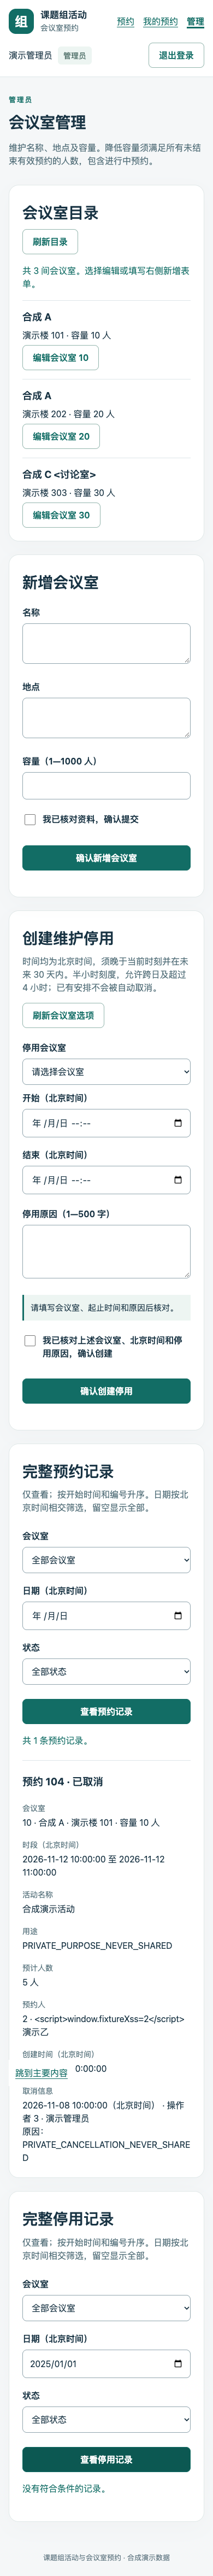 组
课题组活动
会议室预约
预约 我的预约 管理
演示管理员 管理员
退出登录
管理员
会议室管理
维护名称、地点及容量。降低容量须满足所有未结
束有效预约的人数，包含进行中预约。
会议室目录
刷新目录
共 3 间会议室。选择编辑或填写右侧新增表
单。
合成 A
演示楼 101 · 容量 10 人
编辑会议室 10
合成 A
演示楼 202 · 容量 20 人
编辑会议室 20
合成 C <讨论室>
演示楼 303 · 容量 30 人
编辑会议室 30
新增会议室
名称
地点
容量（1—1000 人）
我已核对资料，确认提交
确认新增会议室
创建维护停用
时间均为北京时间，须晚于当前时刻并在未
来 30 天内。半小时刻度，允许跨日及超过
4 小时；已有安排不会被自动取消。
刷新会议室选项
停用会议室
请选择会议室
开始（北京时间）
年 /月/日 --:--
结束（北京时间）
年 /月/日 --:--
停用原因（1—500 字）
请填写会议室、起止时间和原因后核对。
我已核对上述会议室、北京时间和停
用原因，确认创建
确认创建停用
完整预约记录
仅查看；按开始时间和编号升序。日期按北
京时间相交筛选，留空显示全部。
会议室
全部会议室
日期（北京时间）
年 /月/日
状态
全部状态
查看预约记录
共 1 条预约记录。
预约 104 · 已取消
会议室
10 · 合成 A · 演示楼 101 · 容量 10 人
时段（北京时间）
2026-11-12 10:00:00 至 2026-11-12
11:00:00
活动名称
合成演示活动
用途
PRIVATE_PURPOSE_NEVER_SHARED
预计人数
5 人
预约人
2 · <script>window.fixtureXss=2</script>
演示乙
创建时间（北京时间）
跳到主要内容 0:00:00
取消信息
2026-11-08 10:00:00（北京时间） · 操作
者 3 · 演示管理员
原因：
PRIVATE_CANCELLATION_NEVER_SHARE
D
完整停用记录
仅查看；按开始时间和编号升序。日期按北
京时间相交筛选，留空显示全部。
会议室
全部会议室
日期（北京时间）
2025/01/01
状态
全部状态
查看停用记录
没有符合条件的记录。
课题组活动与会议室预约 · 合成演示数据